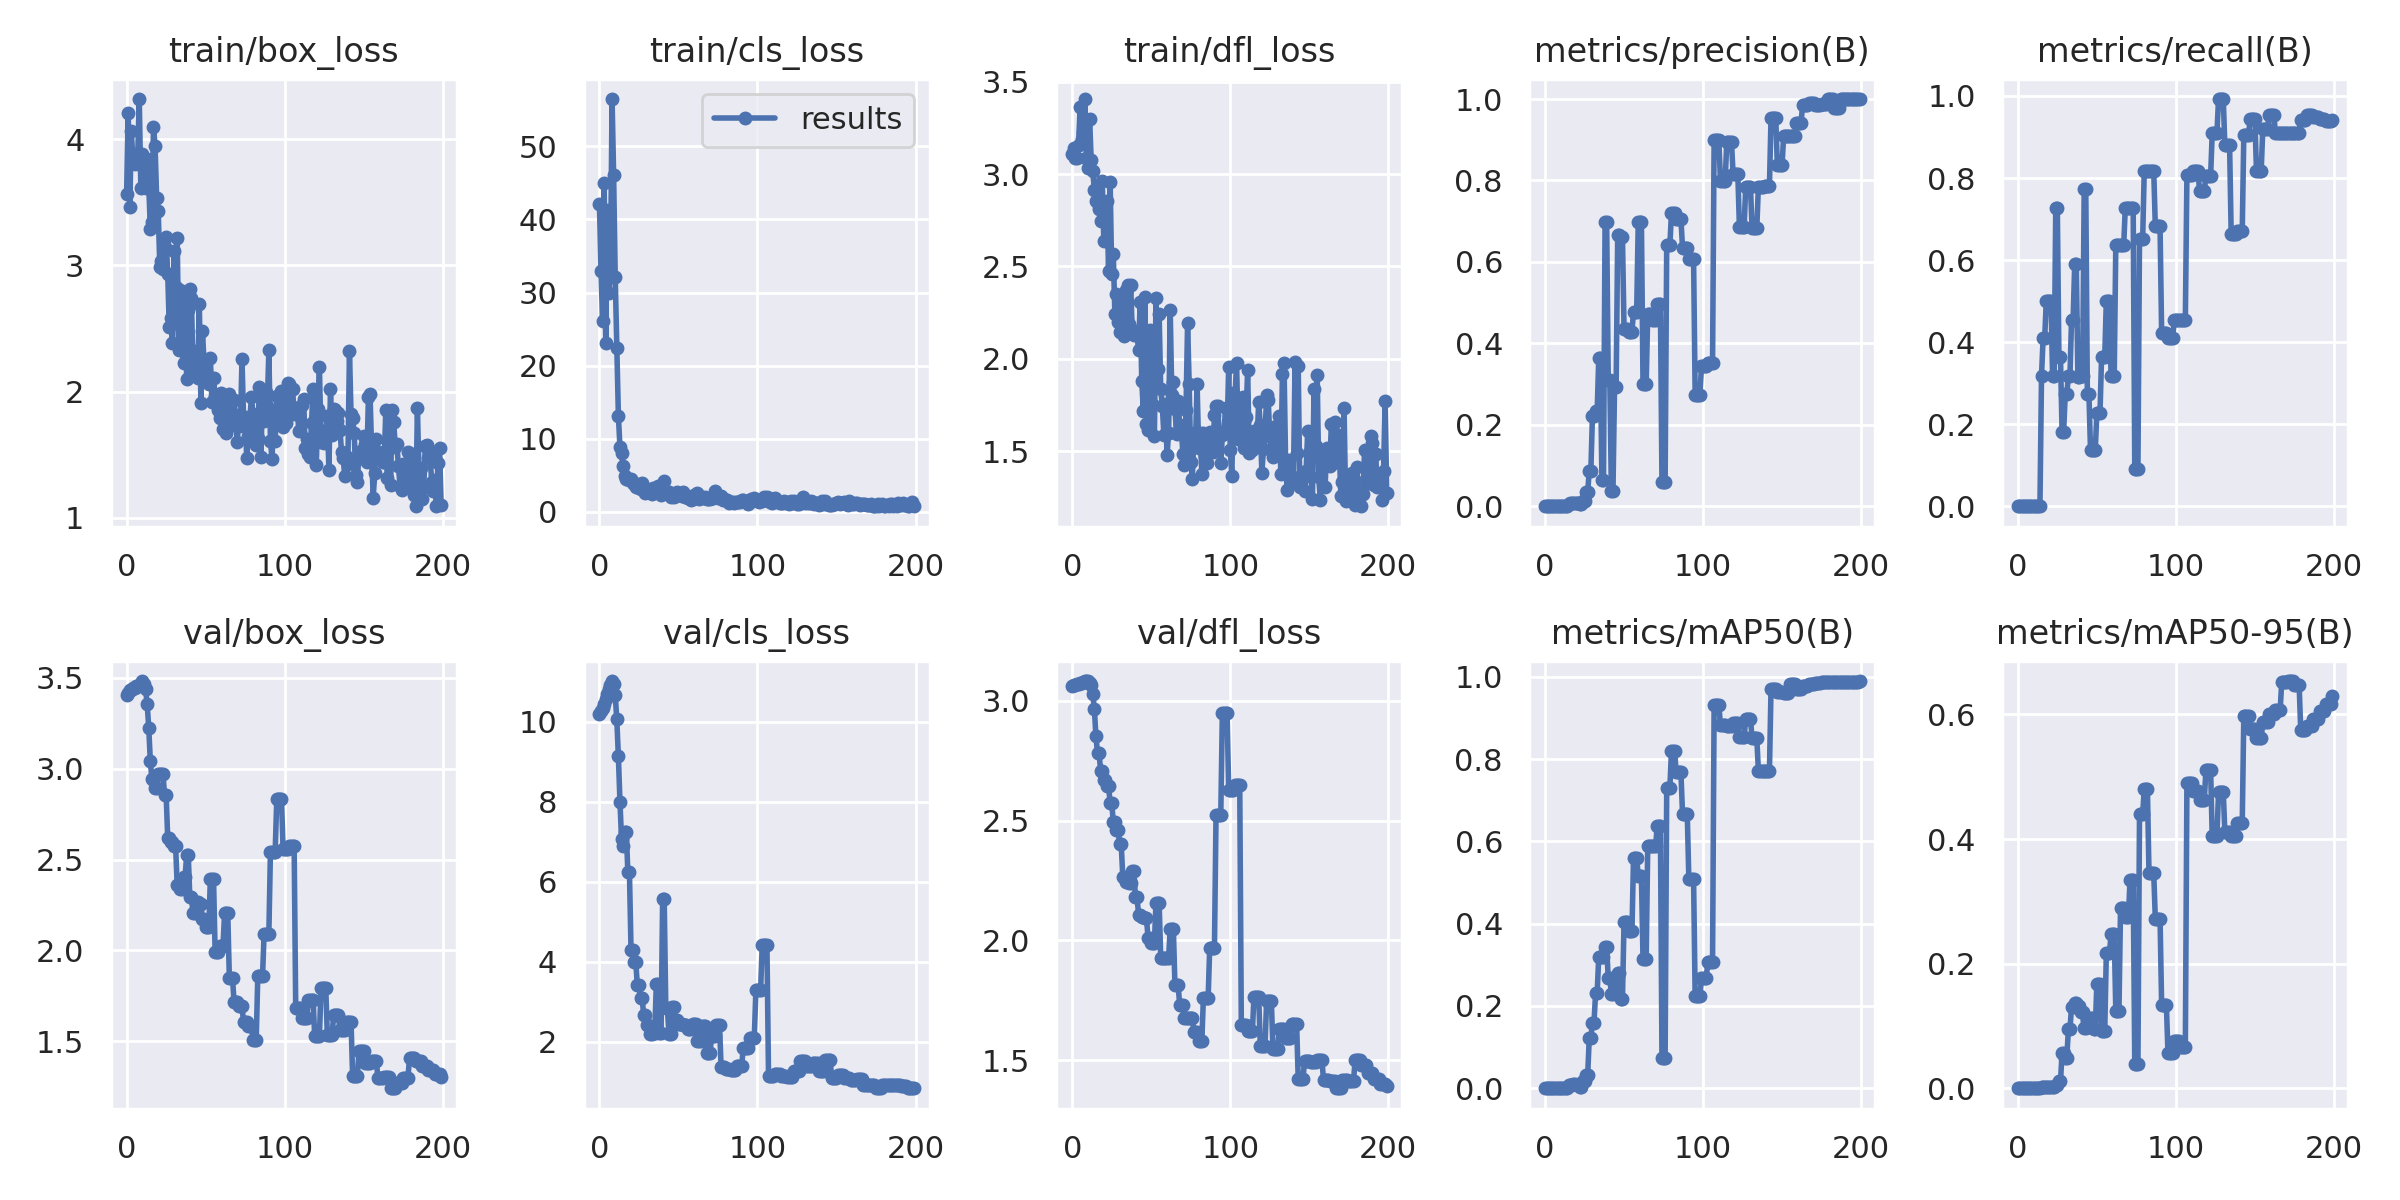 train/box_loss
4
3
2
1
0 100 200
train/cls_loss
results
50
40
30
20
10
0
0 100 200
train/dfl_loss
3.5
3.0
2.5
2.0
1.5
0 100 200
metrics/precision(B)
1.0
0.8
0.6
0.4
0.2
0.0
0 100 200
metrics/recall(B)
1.0
0.8
0.6
0.4
0.2
0.0
0 100 200
val/box_loss
3.5
3.0
2.5
2.0
1.5
0 100 200
val/cls_loss
10
8
6
4
2
0 100 200
val/dfl_loss
3.0
2.5
2.0
1.5
0 100 200
metrics/mAP50(B)
1.0
0.8
0.6
0.4
0.2
0.0
0 100 200
metrics/mAP50-95(B)
0.6
0.4
0.2
0.0
0 100 200